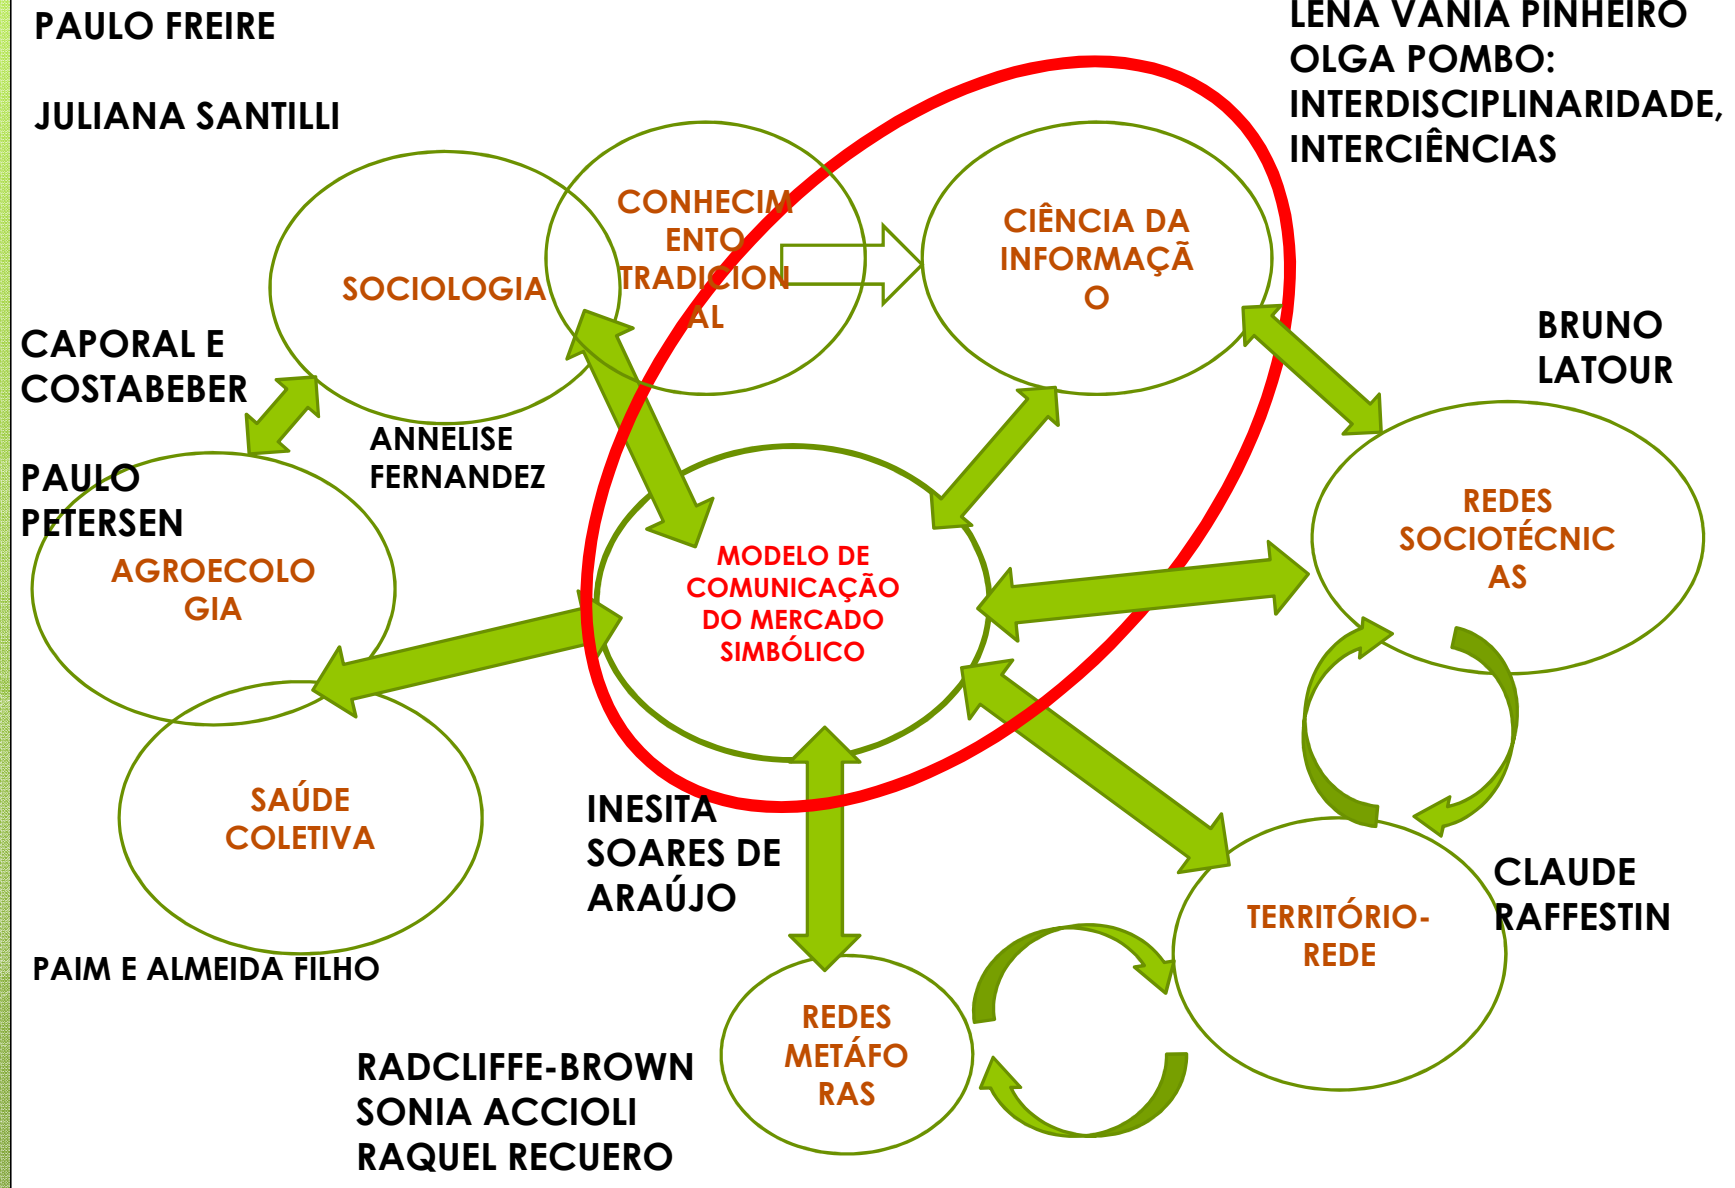 PAULO FREIRE
JULIANA SANTILLI
LENA VANIA PINHEIRO
OLGA POMBO:
INTERDISCIPLINARIDADE,
INTERCIÊNCIAS
CONHECIM
ENTO
TRADICION
AL
CIÊNCIA DA
INFORMAÇÃ
O
SOCIOLOGIA
CAPORAL E
COSTABEBER
BRUNO
LATOUR
ANNELISE
FERNANDEZ
PAULO
PETERSEN
AGROECOLO
GIA
REDES
SOCIOTÉCNIC
AS
MODELO DE
COMUNICAÇÃO
DO MERCADO
SIMBÓLICO
SAÚDE
COLETIVA
INESITA
SOARES DE
ARAÚJO
CLAUDE
RAFFESTIN
TERRITÓRIO-
REDE
PAIM E ALMEIDA FILHO
REDES
METÁFO
RAS
RADCLIFFE-BROWN
SONIA ACCIOLI
RAQUEL RECUERO